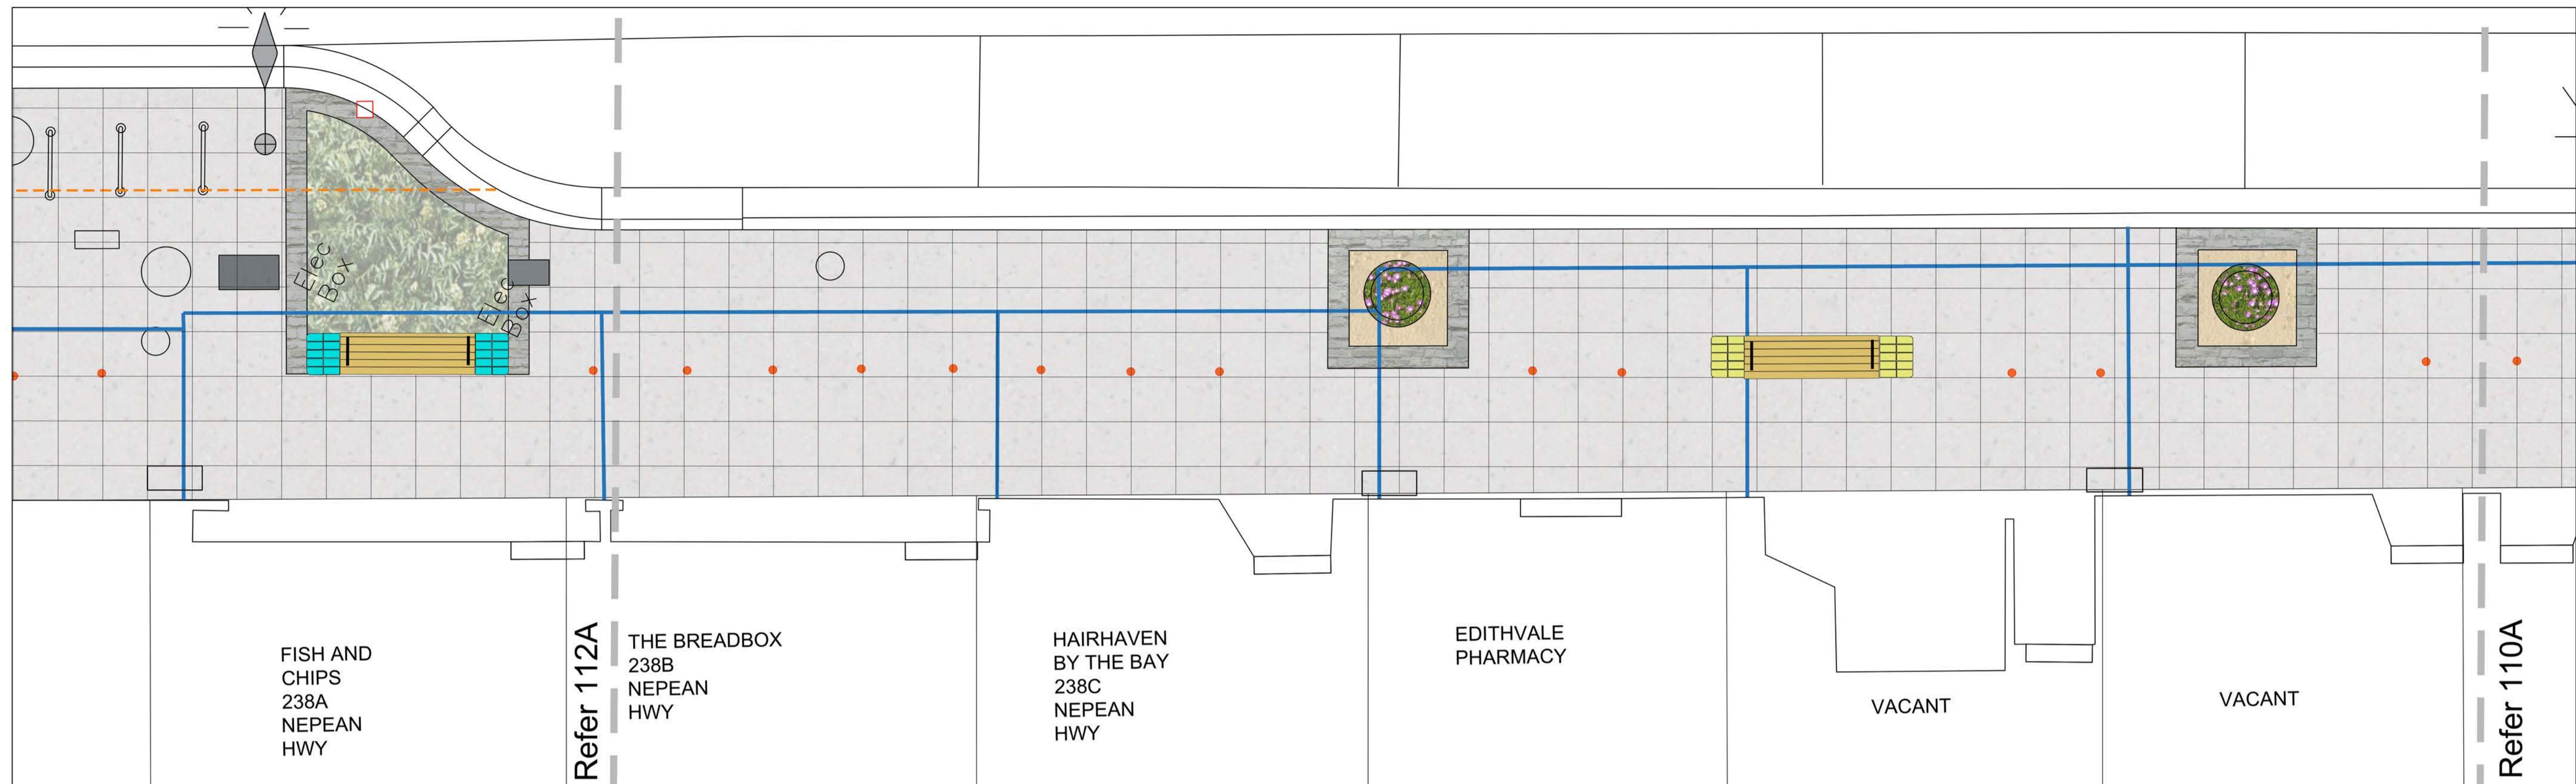 Elec
Box
Elec
Box
FISH AND
CHIPS
238A
NEPEAN
HWY
Refer 112A
THE BREADBOX
238B
NEPEAN
HWY
HAIRHAVEN
BY THE BAY
238C
NEPEAN
HWY
EDITHVALE
PHARMACY
VACANT
VACANT
Refer 110A